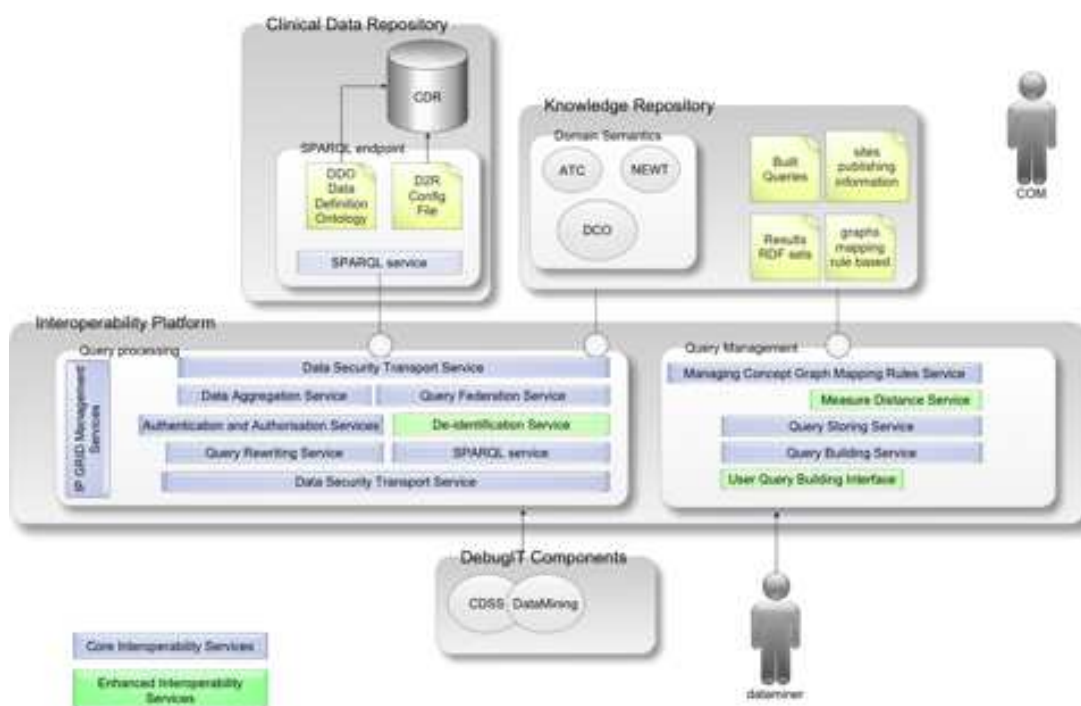 Clinical Data Repository
CDR
SPARQL endpoint
DDO
Data
Definition
Ontology
D2R
Config
File
SPARQL service
Knowledge Repository
Domain Semantics
ATC
NEWT
DCO
Built
Queries
sites
publishing
information
Results
RDF sets
graphs
mapping
rule based
COM
Interoperability Platform
Query processing
IP GRID Management
Services
Data Security Transport Service
Data Aggregation Service
Query Federation Service
Authentication and Authorisation Services
De-identification Service
Query Rewriting Service
SPARQL service
Data Security Transport Service
Query Management
Managing Concept Graph Mapping Rules Service
Measure Distance Service
Query Storing Service
Query Building Service
User Query Building Interface
DebugIT Components
CDSS
DataMining
dataminer
Core Interoperability Services
Enhanced Interoperability
Services